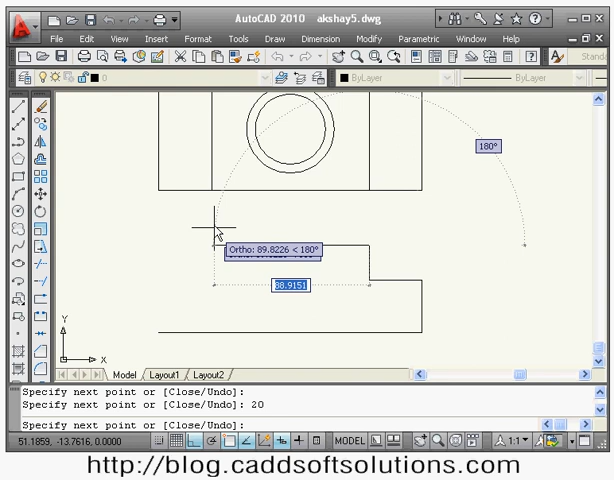 AutoCAD 2010 akshay5.dwg
File Edit View Insert Format Tools Draw Dimension Modify Parametric Window Help
0 ByLayer ByLayer
180°
Ortho: 89.8226 < 180°
88.9151
Y
X
Model Layout1 Layout2
Specify next point or [Close/Undo]:
Specify next point or [Close/Undo]: 20
Specify next point or [Close/Undo]:
51.1859, -13.7616, 0.0000 MODEL 1:1
http://blog.caddsoftsolutions.com